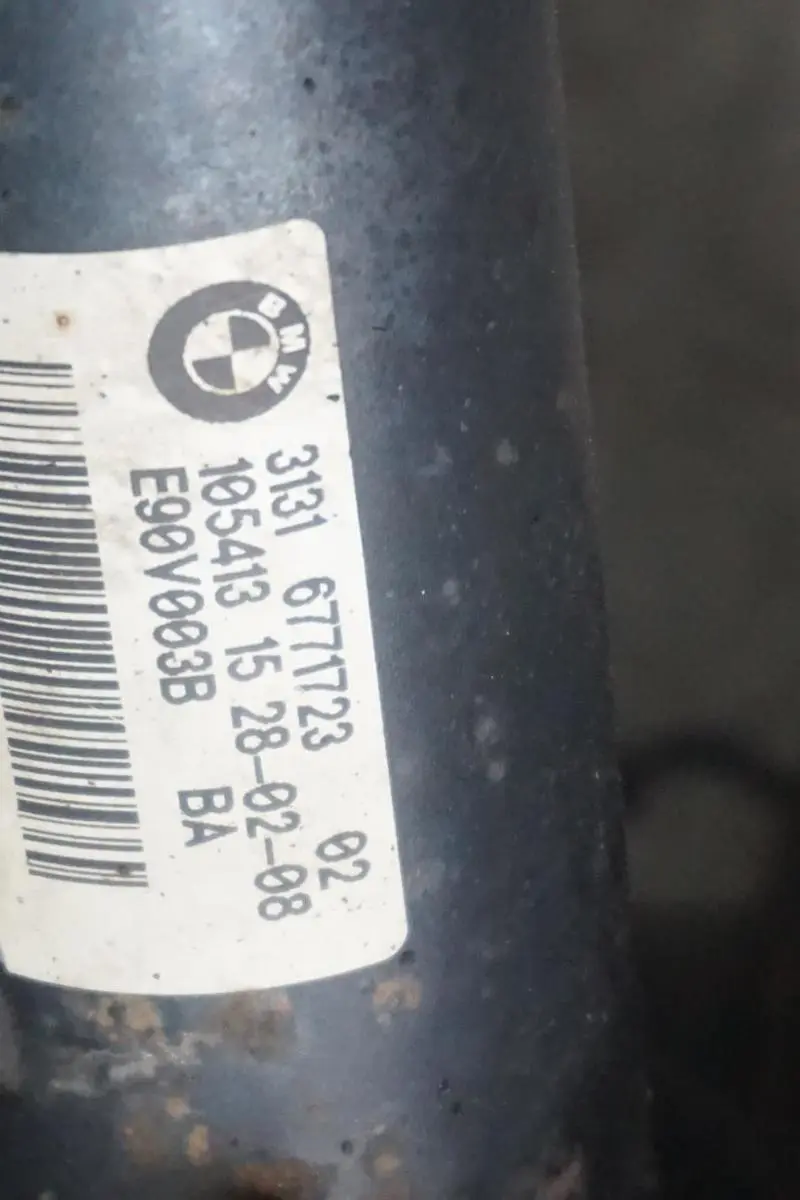 BMW
3131 6771723 02
105413 15 28-02-08
E90V003B BA